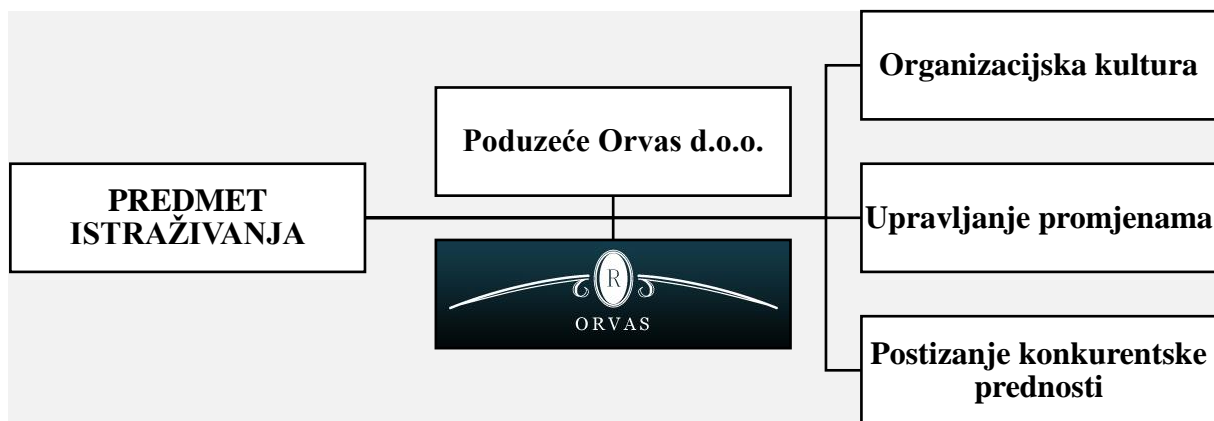 PREDMET
ISTRAŽIVANJA
Poduzeće Orvas d.o.o.
R
ORVAS
Organizacijska kultura
Upravljanje promjenama
Postizanje konkurentske
prednosti